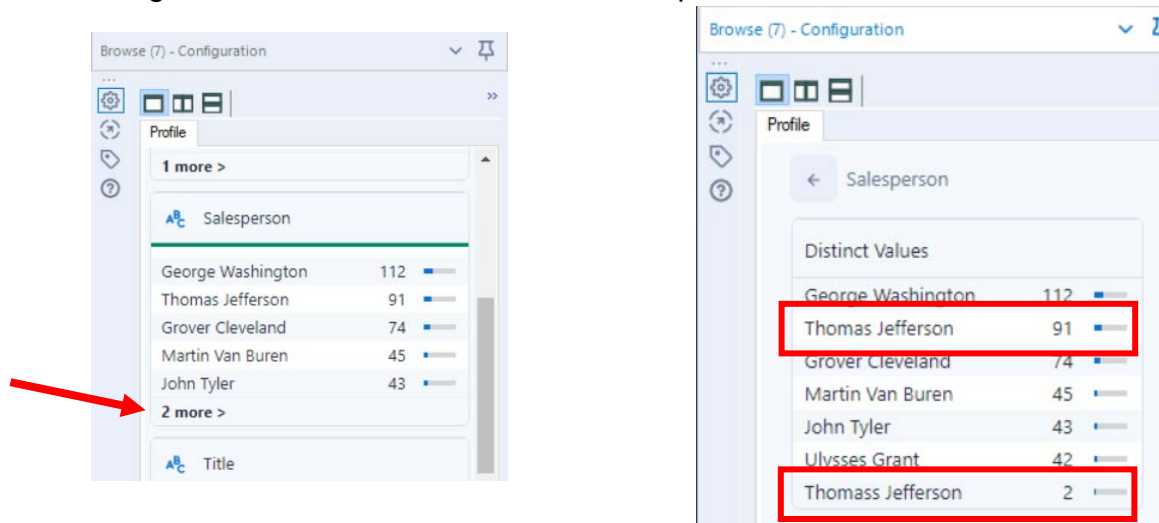 Browse (7) - Configuration
Profile
1 more >
ABC Salesperson
George Washington 112
Thomas Jefferson 91
Grover Cleveland 74
Martin Van Buren 45
John Tyler 43
2 more >
ABC Title
Browse (7) - Configuration
Profile
Salesperson
Distinct Values
George Washington 112
Thomas Jefferson 91
Grover Cleveland 74
Martin Van Buren 45
John Tyler 43
Ulysses Grant 42
Thomass Jefferson 2